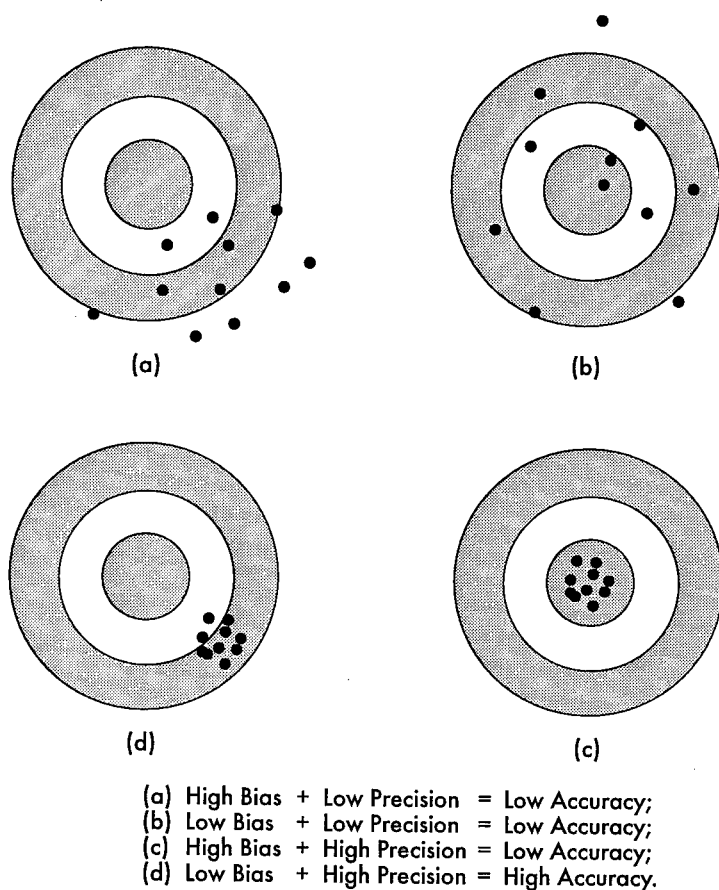 (a)
(b)
(d)
(c)
(a) High Bias + Low Precision = Low Accuracy;
(b) Low Bias + Low Precision = Low Accuracy;
(c) High Bias + High Precision = Low Accuracy;
(d) Low Bias + High Precision = High Accuracy.